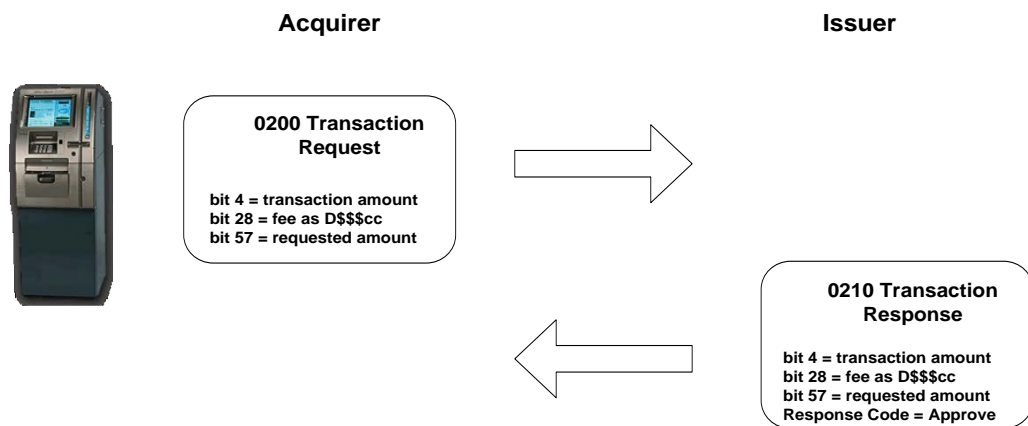 Acquirer
Issuer
0200 Transaction
Request
bit 4 = transaction amount
bit 28 = fee as D$$$cc
bit 57 = requested amount
0210 Transaction
Response
bit 4 = transaction amount
bit 28 = fee as D$$$cc
bit 57 = requested amount
Response Code = Approve